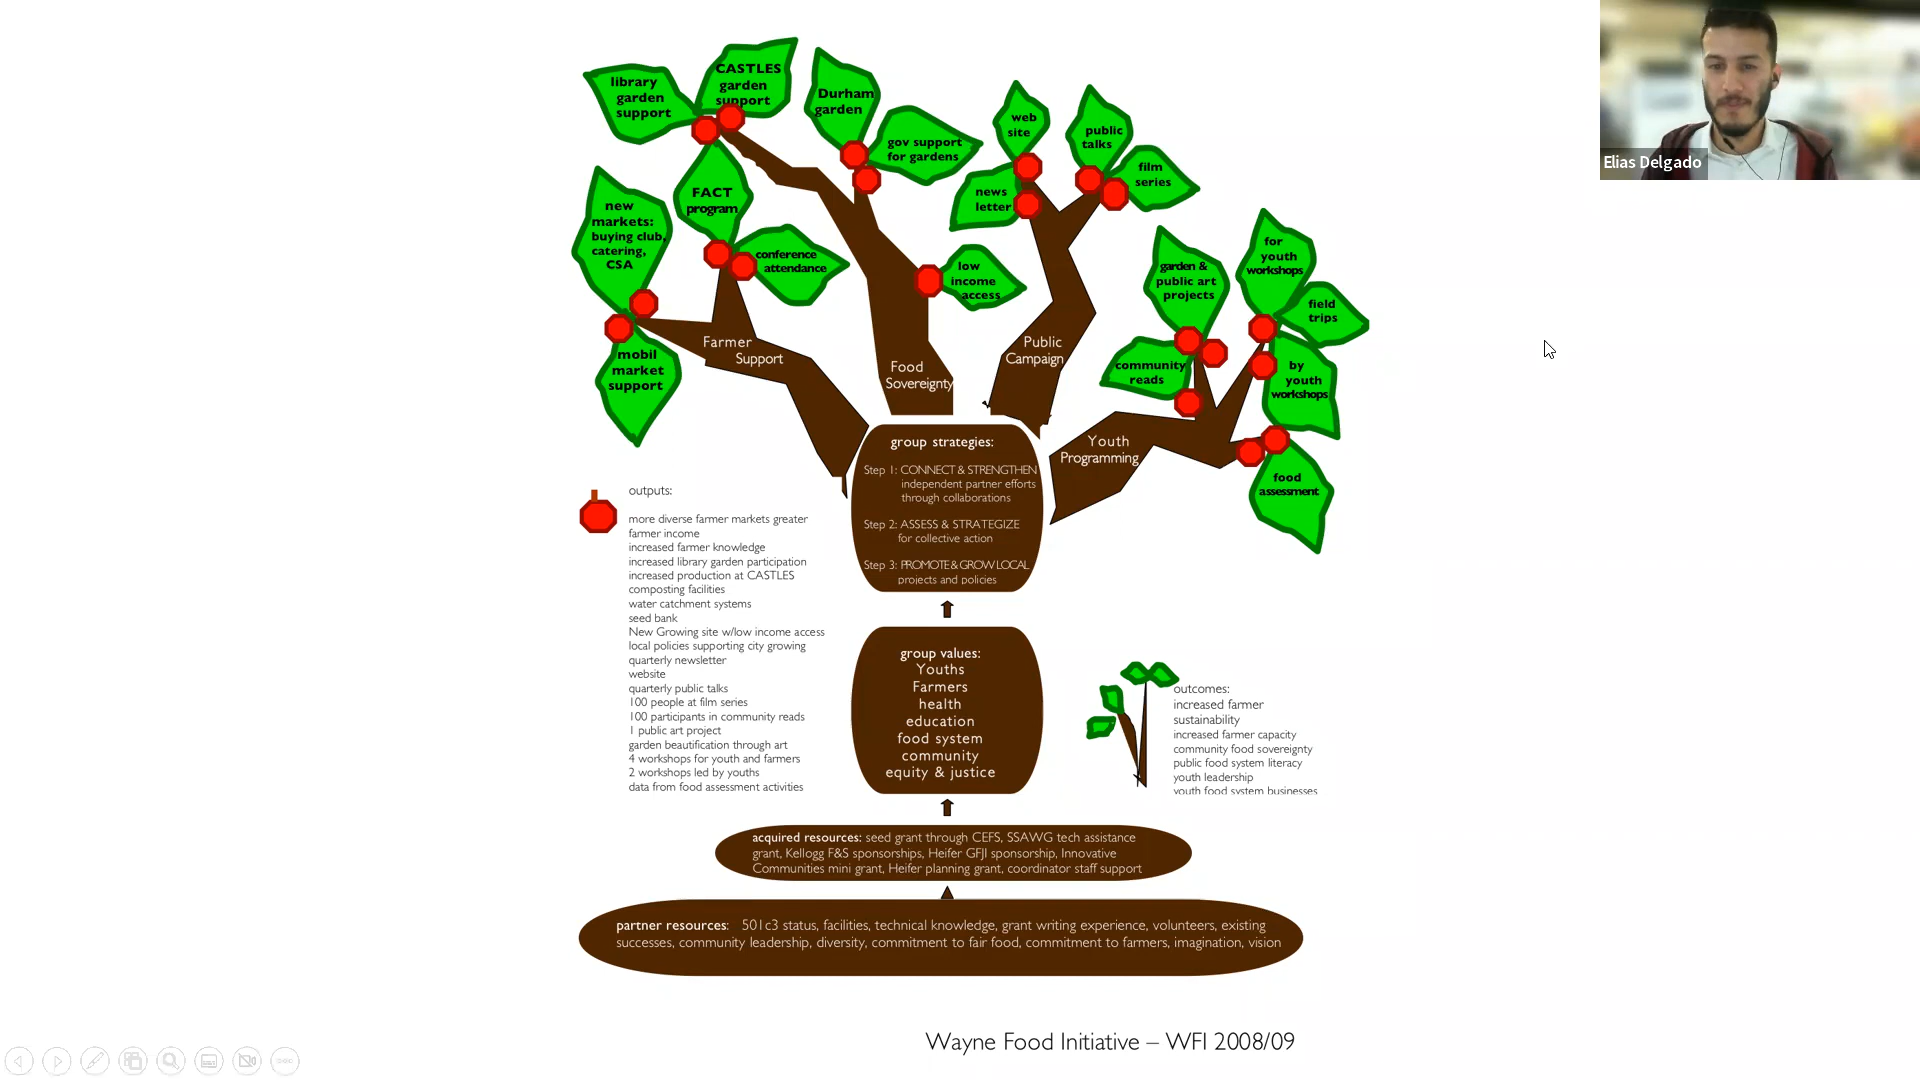 library
garden
support
CASTLES
garden
support
Durham
garden
gov support
for gardens
web
site
public
talks
film
series
news
letter
FACT
program
new
markets:
buying club,
catering,
CSA
conference
attendance
low
income
access
garden &
public art
projects
for
youth
workshops
field
trips
mobil
market
support
community
reads
by
youth
workshops
food
assessment
Farmer
Support
Food
Sovereignty
Public
Campaign
Youth
Programming
group strategies:
Step 1: CONNECT & STRENGTHEN
independent partner efforts
through collaborations
Step 2: ASSESS & STRATEGIZE
for collective action
Step 3: PROMOTE & GROW LOCAL
projects and policies
outputs:
more diverse farmer markets greater
farmer income
increased farmer knowledge
increased library garden participation
increased production at CASTLES
composting facilities
water catchment systems
seed bank
New Growing site w/low income access
local policies supporting city growing
quarterly newsletter
website
quarterly public talks
100 people at film series
100 participants in community reads
1 public art project
garden beautification through art
4 workshops for youth and farmers
2 workshops led by youths
data from food assessment activities
group values:
Youths
Farmers
health
education
food system
community
equity & justice
outcomes:
increased farmer
sustainability
increased farmer capacity
community food sovereignty
public food system literacy
youth leadership
youth food system businesses
acquired resources: seed grant through CEFS, SSAWG tech assistance
grant, Kellogg F&S sponsorships, Heifer GFJI sponsorship, Innovative
Communities mini grant, Heifer planning grant, coordinator staff support
partner resources: 501c3 status, facilities, technical knowledge, grant writing experience, volunteers, existing
successes, community leadership, diversity, commitment to fair food, commitment to farmers, imagination, vision
Wayne Food Initiative – WFI 2008/09
Elias Delgado